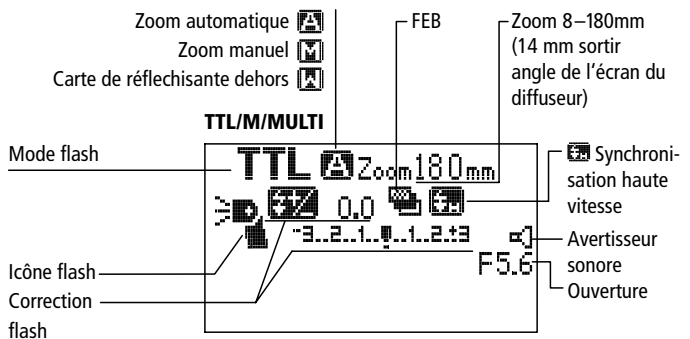 Zoom automatique
Zoom manuel
Carte de réflechisante dehors
FEB
Zoom 8–180mm
(14 mm sortir
angle de l'écran du
diffuseur)
TTL/M/MULTI
Mode flash
TTL A Zoom180mm
0.0
-3..2..1..0..1..2.+3
F5.6
Synchroni-
sation haute
vitesse
Avertisseur
sonore
Ouverture
Icône flash
Correction
flash